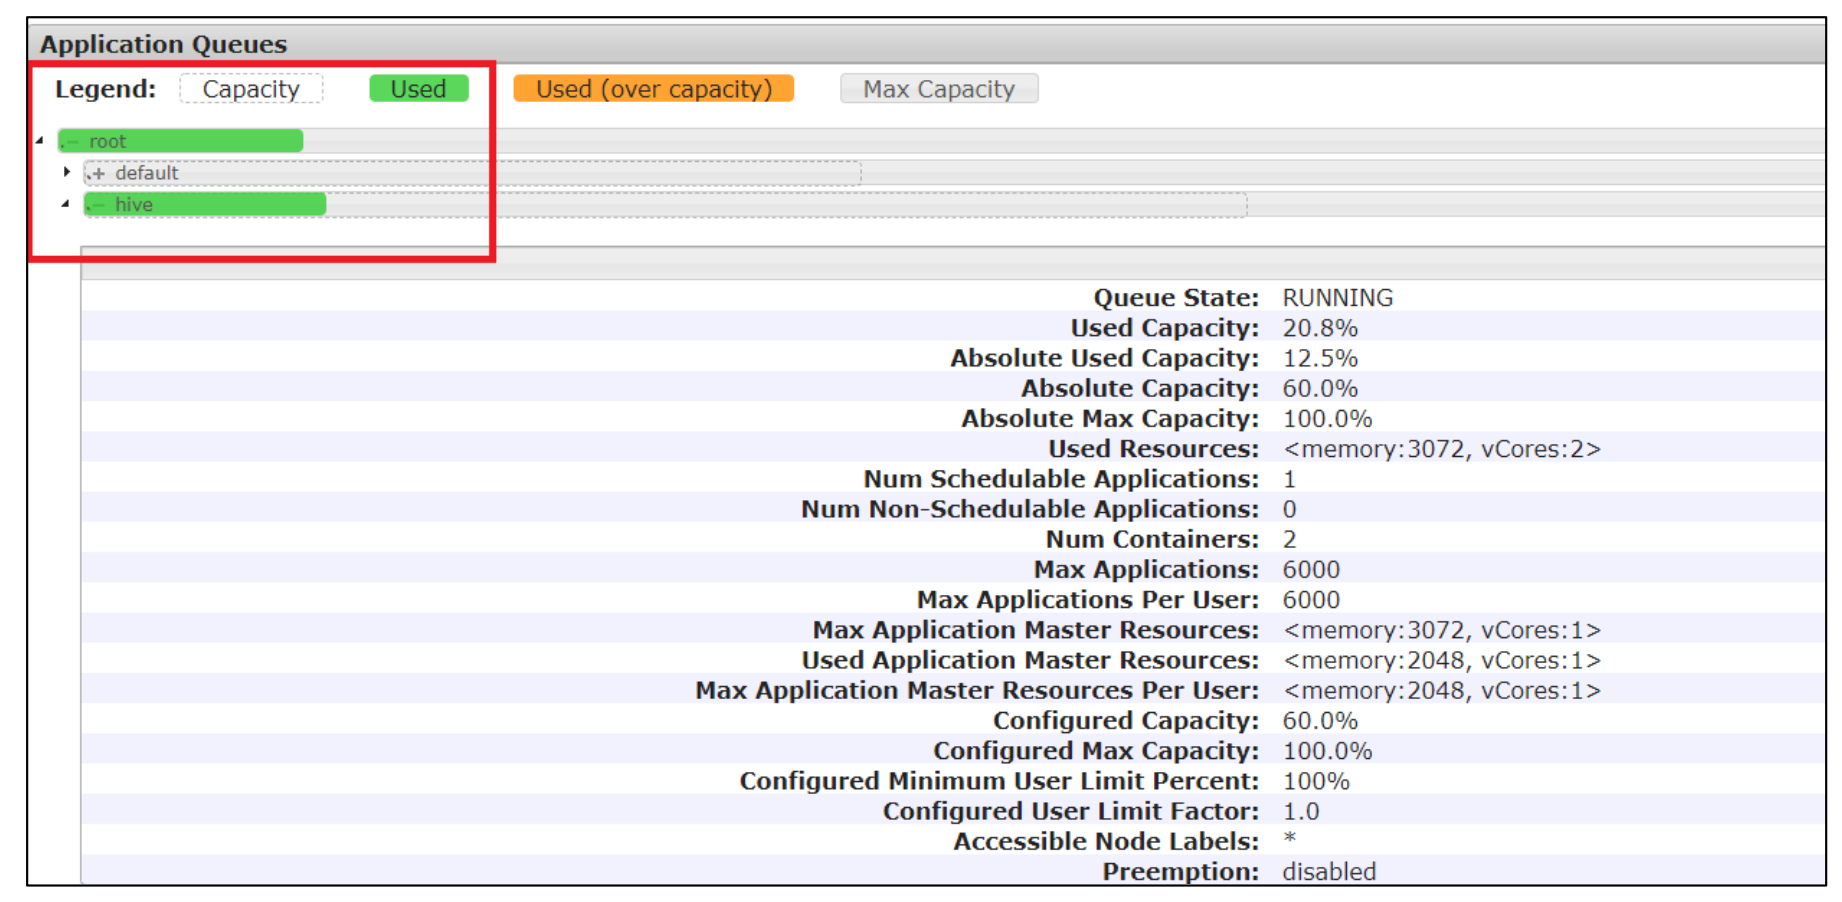 Application Queues
Legend: Capacity Used Used (over capacity) Max Capacity
.– root
.+ default
.– hive
Queue State: RUNNING
Used Capacity: 20.8%
Absolute Used Capacity: 12.5%
Absolute Capacity: 60.0%
Absolute Max Capacity: 100.0%
Used Resources: <memory:3072, vCores:2>
Num Schedulable Applications: 1
Num Non-Schedulable Applications: 0
Num Containers: 2
Max Applications: 6000
Max Applications Per User: 6000
Max Application Master Resources: <memory:3072, vCores:1>
Used Application Master Resources: <memory:2048, vCores:1>
Max Application Master Resources Per User: <memory:2048, vCores:1>
Configured Capacity: 60.0%
Configured Max Capacity: 100.0%
Configured Minimum User Limit Percent: 100%
Configured User Limit Factor: 1.0
Accessible Node Labels: *
Preemption: disabled